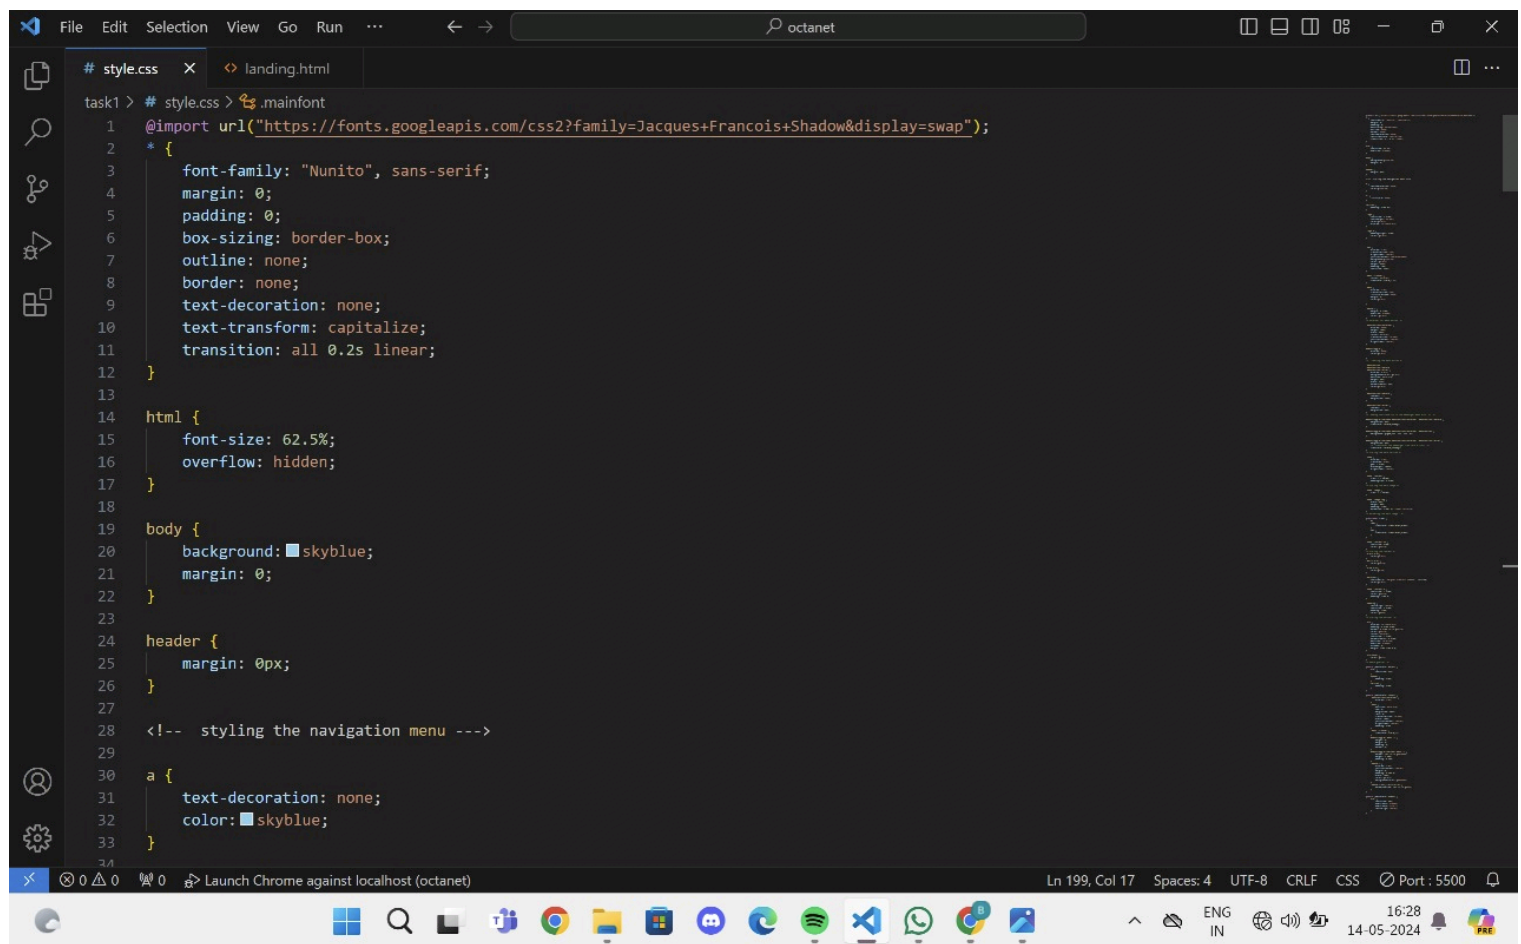 File Edit Selection View Go Run ··· octanet
# style.css × <> landing.html ···
task1 > # style.css > .mainfont
1 @import url("https://fonts.googleapis.com/css2?family=Jacques+Francois+Shadow&display=swap");
2 * {
3 font-family: "Nunito", sans-serif;
4 margin: 0;
5 padding: 0;
6 box-sizing: border-box;
7 outline: none;
8 border: none;
9 text-decoration: none;
10 text-transform: capitalize;
11 transition: all 0.2s linear;
12 }
13
14 html {
15 font-size: 62.5%;
16 overflow: hidden;
17 }
18
19 body {
20 background: skyblue;
21 margin: 0;
22 }
23
24 header {
25 margin: 0px;
26 }
27
28 <!--  styling the navigation menu --->
29
30 a {
31 text-decoration: none;
32 color: skyblue;
33 }
34
0 0 0 Launch Chrome against localhost (octanet) Ln 199, Col 17 Spaces: 4 UTF-8 CRLF CSS Port : 5500
ENG 16:28
IN 14-05-2024
B
PRE